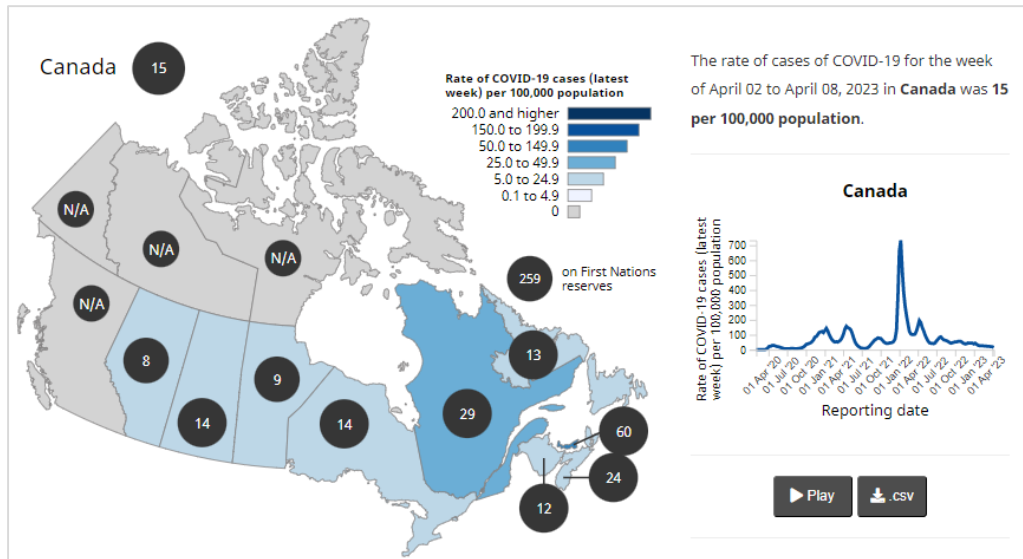 Canada
15
Rate of COVID-19 cases (latest
week) per 100,000 population
200.0 and higher
150.0 to 199.9
50.0 to 149.9
25.0 to 49.9
5.0 to 24.9
0.1 to 4.9
0
N/A
N/A
N/A
N/A
259
on First Nations
reserves
8
14
9
14
29
13
60
24
12
The rate of cases of COVID-19 for the week
of April 02 to April 08, 2023 in Canada was 15
per 100,000 population.
Canada
Rate of COVID-19 cases (latest
week) per 100,000 population
700
600
500
400
300
200
100
0
01 Apr '20
01 Jul '20
01 Oct '20
01 Jan '21
01 Apr '21
01 Jul '21
01 Oct '21
01 Jan '22
01 Apr '22
01 Jul '22
01 Oct '22
01 Jan '23
01 Apr '23
Reporting date
Play
.csv